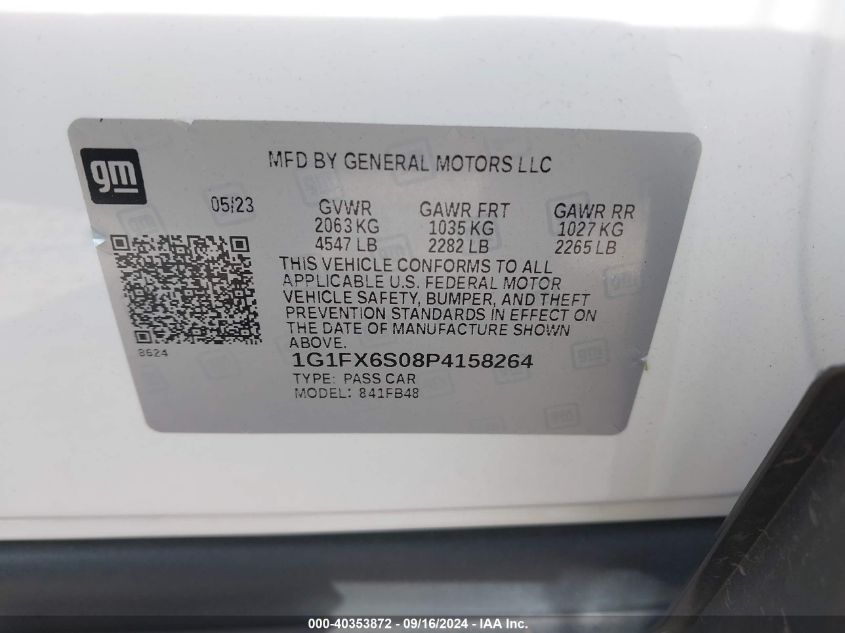 gm
MFD BY GENERAL MOTORS LLC
05/23
GVWR GAWR FRT GAWR RR
2063 KG 1035 KG 1027 KG
4547 LB 2282 LB 2265 LB
THIS VEHICLE CONFORMS TO ALL
APPLICABLE U.S. FEDERAL MOTOR
VEHICLE SAFETY, BUMPER, AND THEFT
PREVENTION STANDARDS IN EFFECT ON
THE DATE OF MANUFACTURE SHOWN
ABOVE.
8624
1G1FX6S08P4158264
TYPE: PASS CAR
MODEL: 841FB48
000-40353872 - 09/16/2024 - IAA Inc.